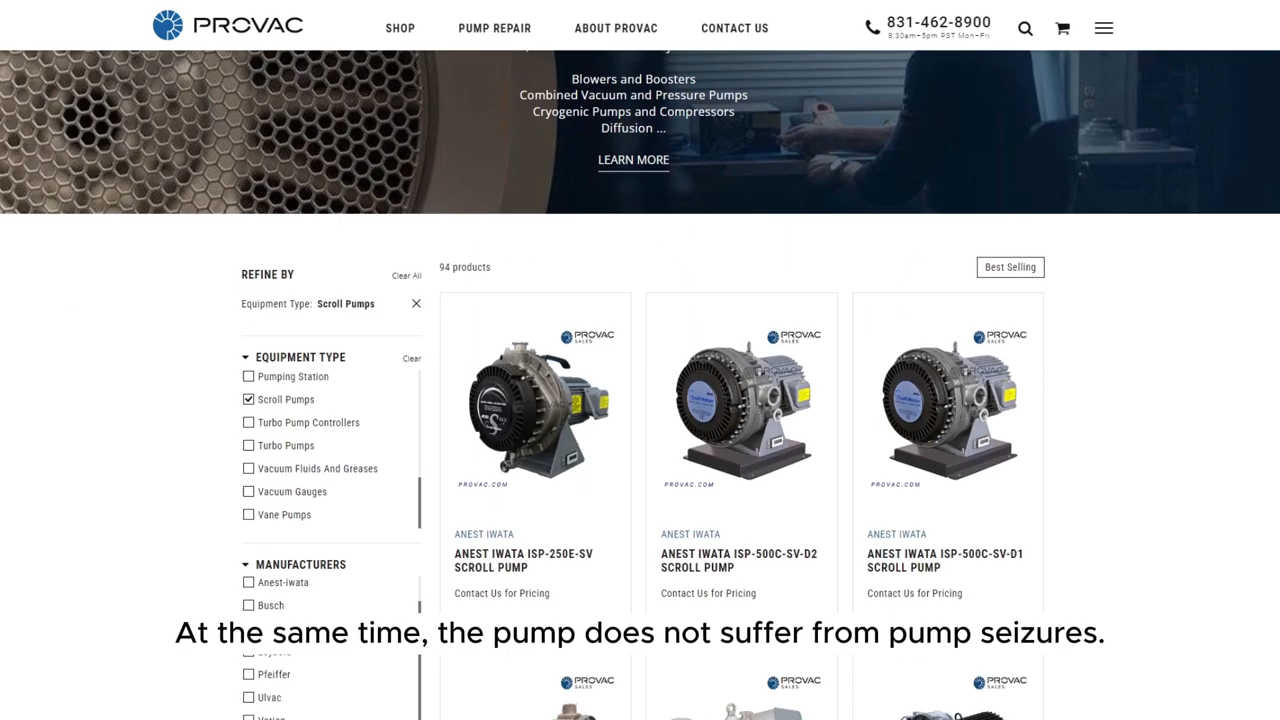 PROVAC
SHOP
PUMP REPAIR
ABOUT PROVAC
CONTACT US
831-462-8900
8:30am–5pm PST Mon–Fri
Blowers and Boosters
Combined Vacuum and Pressure Pumps
Cryogenic Pumps and Compressors
Diffusion ...
LEARN MORE
REFINE BY
Clear All
Equipment Type: Scroll Pumps
EQUIPMENT TYPE
Clear
Pumping Station
Scroll Pumps
Turbo Pump Controllers
Turbo Pumps
Vacuum Fluids And Greases
Vacuum Gauges
Vane Pumps
MANUFACTURERS
Anest-iwata
Busch
Pfeiffer
Ulvac
94 products
Best Selling
PROVAC
SALES
PROVAC.COM
ANEST IWATA
ANEST IWATA ISP-250E-SV
SCROLL PUMP
Contact Us for Pricing
PROVAC
SALES
PROVAC.COM
ANEST IWATA
ANEST IWATA ISP-500C-SV-D2
SCROLL PUMP
Contact Us for Pricing
PROVAC
SALES
PROVAC.COM
ANEST IWATA
ANEST IWATA ISP-500C-SV-D1
SCROLL PUMP
Contact Us for Pricing
At the same time, the pump does not suffer from pump seizures.
PROVAC
SALES
PROVAC
SALES
PROVAC
SALES